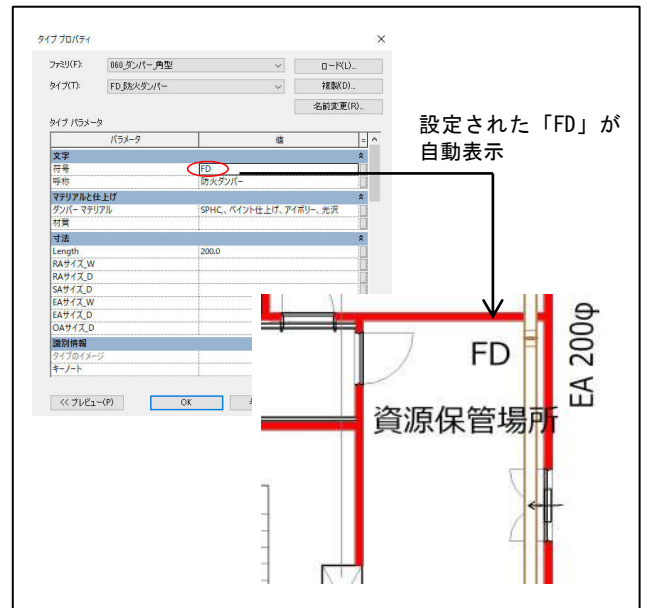 タイプ プロパティ
ファミリ(F): 060_ダンパー_角型 ロード(L)...
タイプ(T): FD_防火ダンパー 複製(D)...
名前変更(R)...
タイプ パラメータ
パラメータ 値 =
文字
符号 FD
呼称 防火ダンパー
マテリアルと仕上げ
ダンパー マテリアル SPHC,、ペイント仕上げ、アイボリー、光沢
材質
寸法
Length 200.0
RAサイズ_W
RAサイズ_D
SAサイズ_D
EAサイズ_W
EAサイズ_D
OAサイズ_D
識別情報
タイプのイメージ
キーノート
<< プレビュー(P) OK
設定された「FD」が
自動表示
FD
資源保管場所
EA 200φ